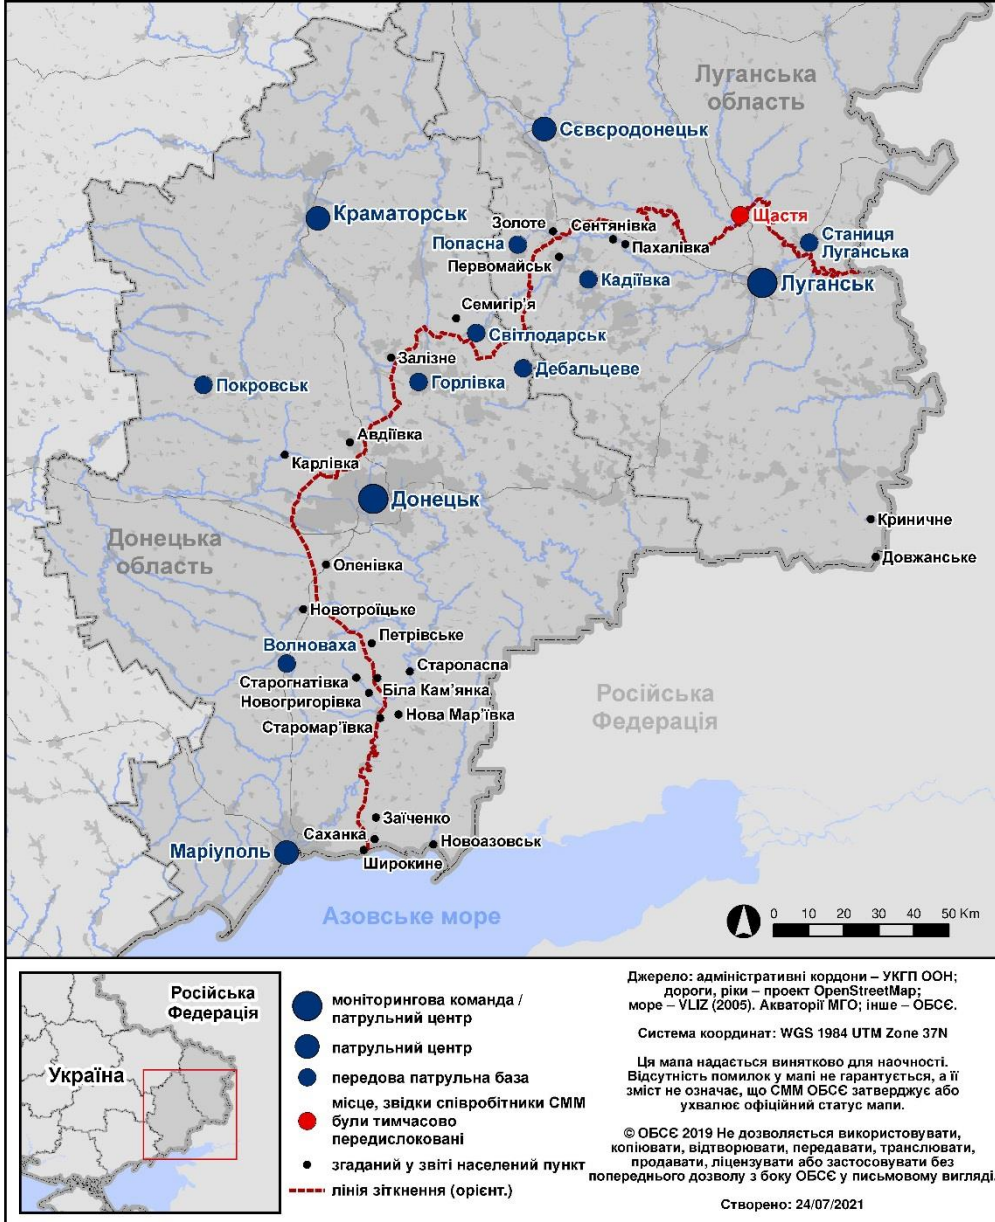 Луганська
область
Сєвєродонецьк
Краматорськ
Золоте
Сентянівка
Щастя
Попасна
Пахалівка
Станиця
Луганська
Первомайськ
Кадіївка
Луганськ
Семигір'я
Світлодарськ
Залізне
Дебальцеве
Покровськ
Горлівка
Авдіївка
Карлівка
Донецьк
Криничне
Донецька
область
Довжанське
Оленівка
Новотроїцьке
Петрівське
Волноваха
Староласпа
Старогнатівка
Біла Кам'янка
Новогригорівка
Російська
Федерація
Нова Мар'ївка
Старомар'ївка
Заїченко
Саханка
Новоазовськ
Маріуполь
Широкине
Азовське море
0 10 20 30 40 50 Км
Російська
Федерація
Україна
моніторингова команда /
патрульний центр
патрульний центр
передова патрульна база
місце, звідки співробітники СММ
були тимчасово
передислоковані
згаданий у звіті населений пункт
лінія зіткнення (орієнт.)
Джерело: адміністративні кордони – УКГП ООН;
дороги, ріки – проект OpenStreetMap;
море – VLIZ (2005). Акваторії МГО; інше – ОБСЄ.
Система координат: WGS 1984 UTM Zone 37N
Ця мапа надається винятково для наочності.
Відсутність помилок у мапі не гарантується, а її
зміст не означає, що СММ ОБСЄ затверджує або
ухвалює офіційний статус мапи.
© ОБСЄ 2019 Не дозволяється використовувати,
копіювати, відтворювати, передавати, транслювати,
продавати, ліцензувати або застосовувати без
попереднього дозволу з боку ОБСЄ у письмовому вигляді.
Створено: 24/07/2021